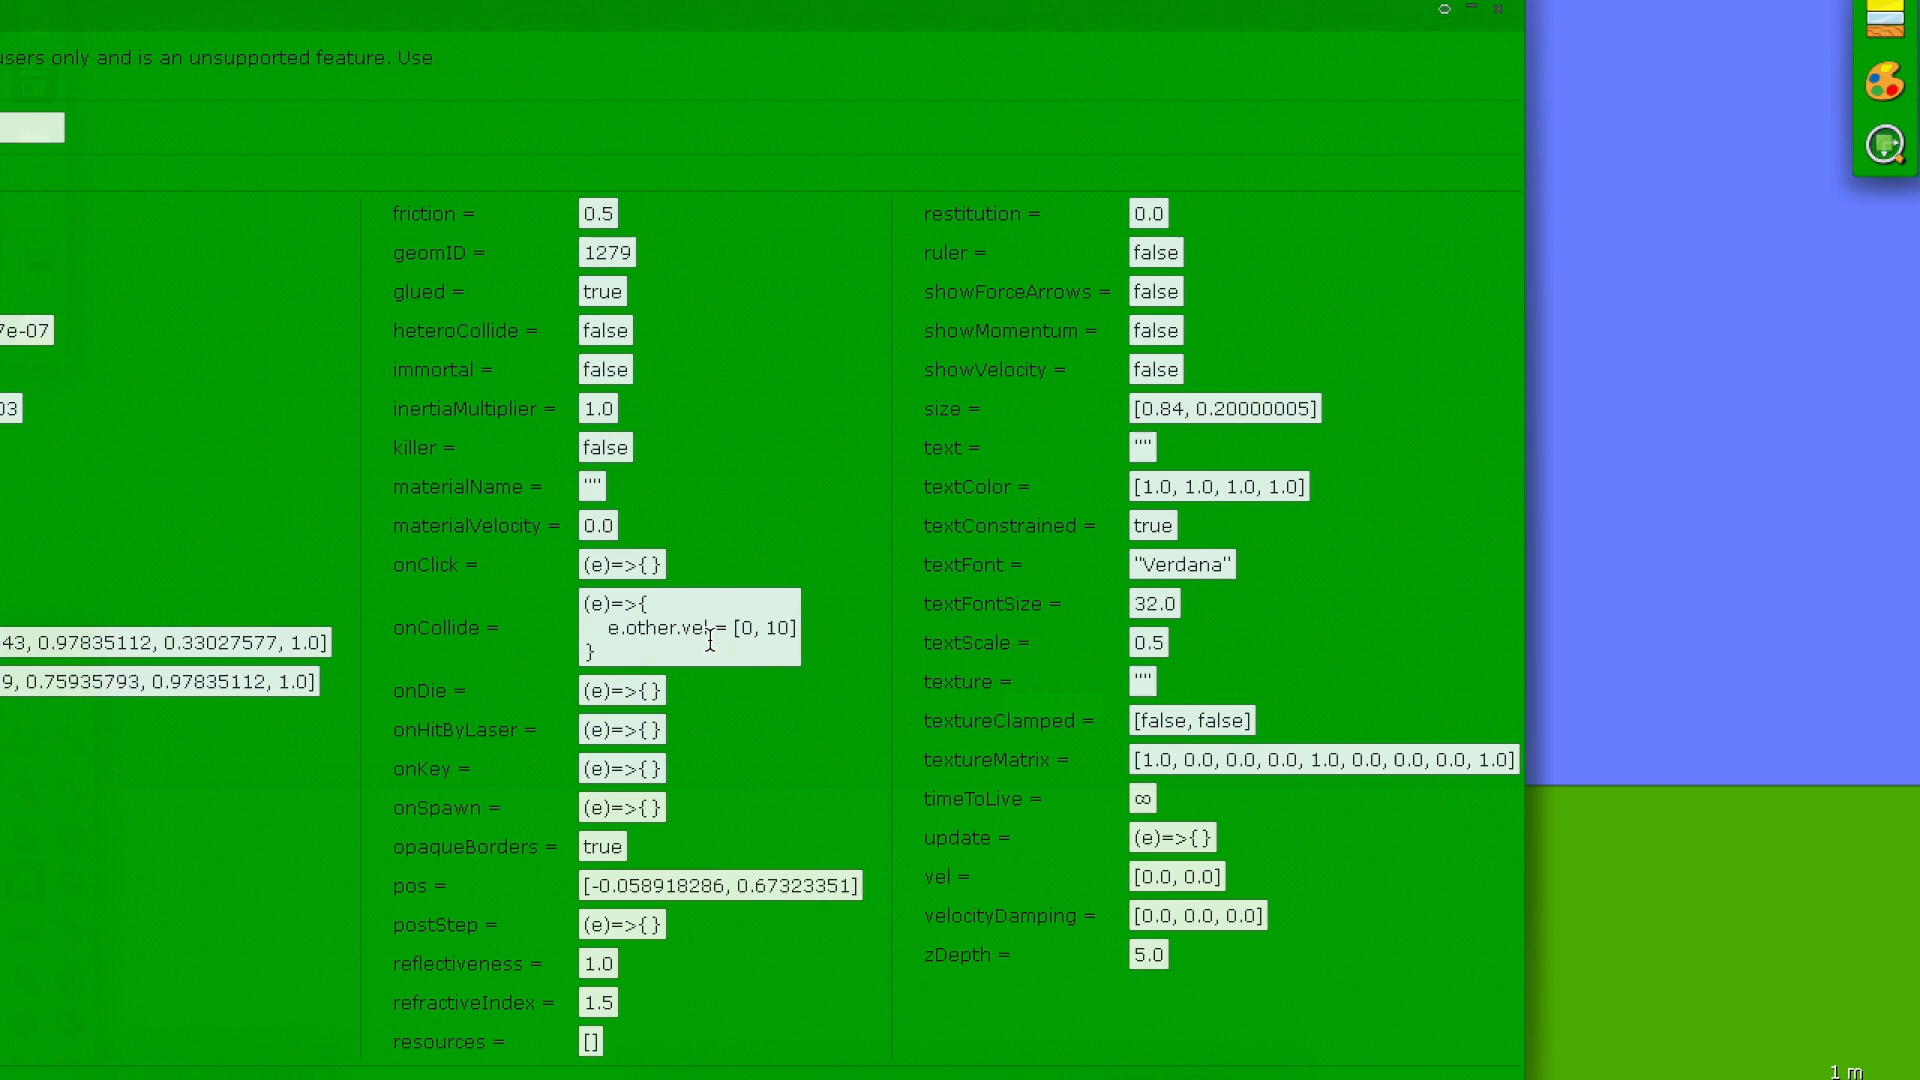 users only and is an unsupported feature. Use
7e-07
03
43, 0.97835112, 0.33027577, 1.0]
9, 0.75935793, 0.97835112, 1.0]
friction = 0.5
geomID = 1279
glued = true
heteroCollide = false
immortal = false
inertiaMultiplier = 1.0
killer = false
materialName = ""
materialVelocity = 0.0
onClick = (e)=>{}
onCollide = (e)=>{
e.other.vel = [0, 10]
}
onDie = (e)=>{}
onHitByLaser = (e)=>{}
onKey = (e)=>{}
onSpawn = (e)=>{}
opaqueBorders = true
pos = [-0.058918286, 0.67323351]
postStep = (e)=>{}
reflectiveness = 1.0
refractiveIndex = 1.5
resources = []
restitution = 0.0
ruler = false
showForceArrows = false
showMomentum = false
showVelocity = false
size = [0.84, 0.20000005]
text = ""
textColor = [1.0, 1.0, 1.0, 1.0]
textConstrained = true
textFont = "Verdana"
textFontSize = 32.0
textScale = 0.5
texture = ""
textureClamped = [false, false]
textureMatrix = [1.0, 0.0, 0.0, 0.0, 1.0, 0.0, 0.0, 0.0, 1.0]
timeToLive = ∞
update = (e)=>{}
vel = [0.0, 0.0]
velocityDamping = [0.0, 0.0, 0.0]
zDepth = 5.0
1 m